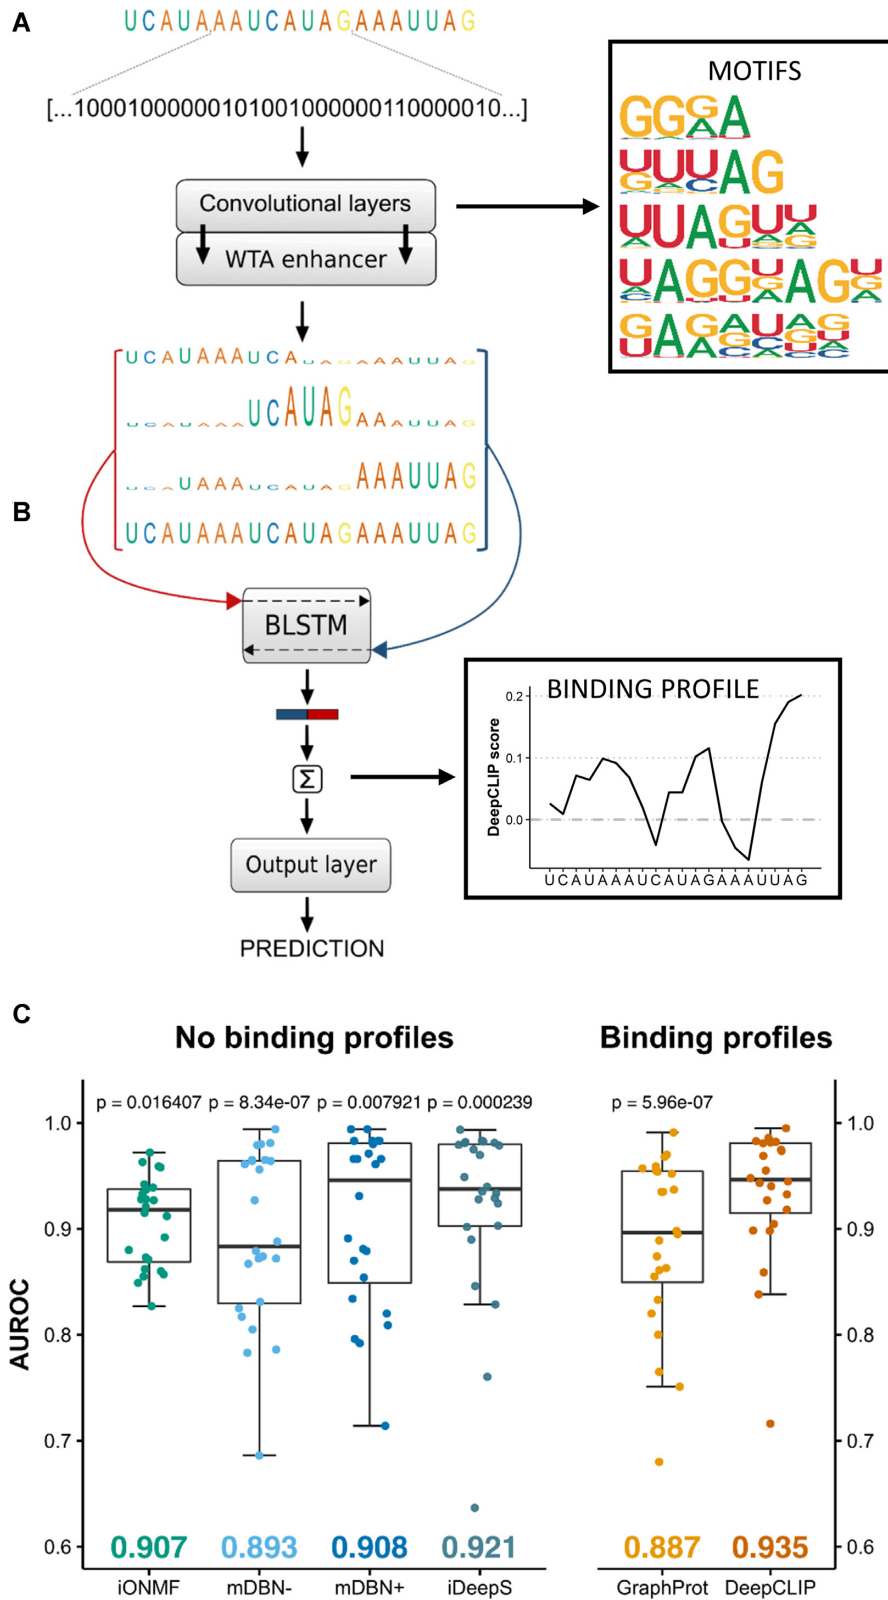 A
UCAUAAAUCAUAGAAAUUAG
[...1000100000001010010000000110000010...]
Convolutional layers
WTA enhancer
MOTIFS
UCAUAAAUCAUAGAAAUUAG
UCAUAAAUCAUAGAAAUUAG
UCAUAAAUCAUAGAAAUUAG
UCAUAAAUCAUAGAAAUUAG
B
BLSTM
Σ
Output layer
PREDICTION
BINDING PROFILE
DeepCLIP score
0.2
0.1
0.0
UCAUAAAUCAUAGAAAUUAG
C
No binding profiles
Binding profiles
p = 0.016407 p = 8.34e-07 p = 0.007921 p = 0.000239
p = 5.96e-07
AUROC
1.0
0.9
0.8
0.7
0.6
1.0
0.9
0.8
0.7
0.6
0.907 0.893 0.908 0.921
0.887 0.935
iONMF mDBN- mDBN+ iDeepS
GraphProt DeepCLIP